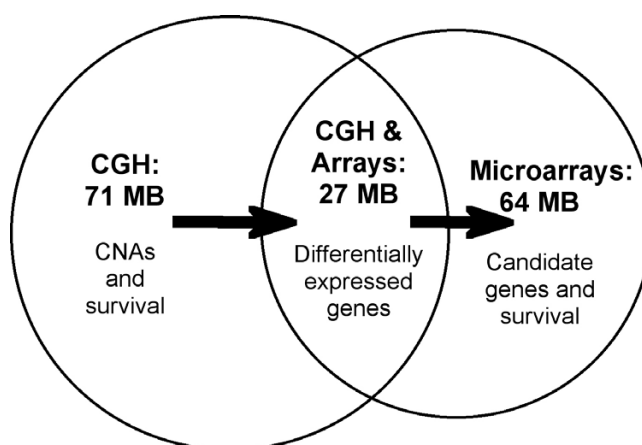 CGH:
71 MB
CNAs
and
survival
CGH &
Arrays:
27 MB
Differentially
expressed
genes
Microarrays:
64 MB
Candidate
genes and
survival